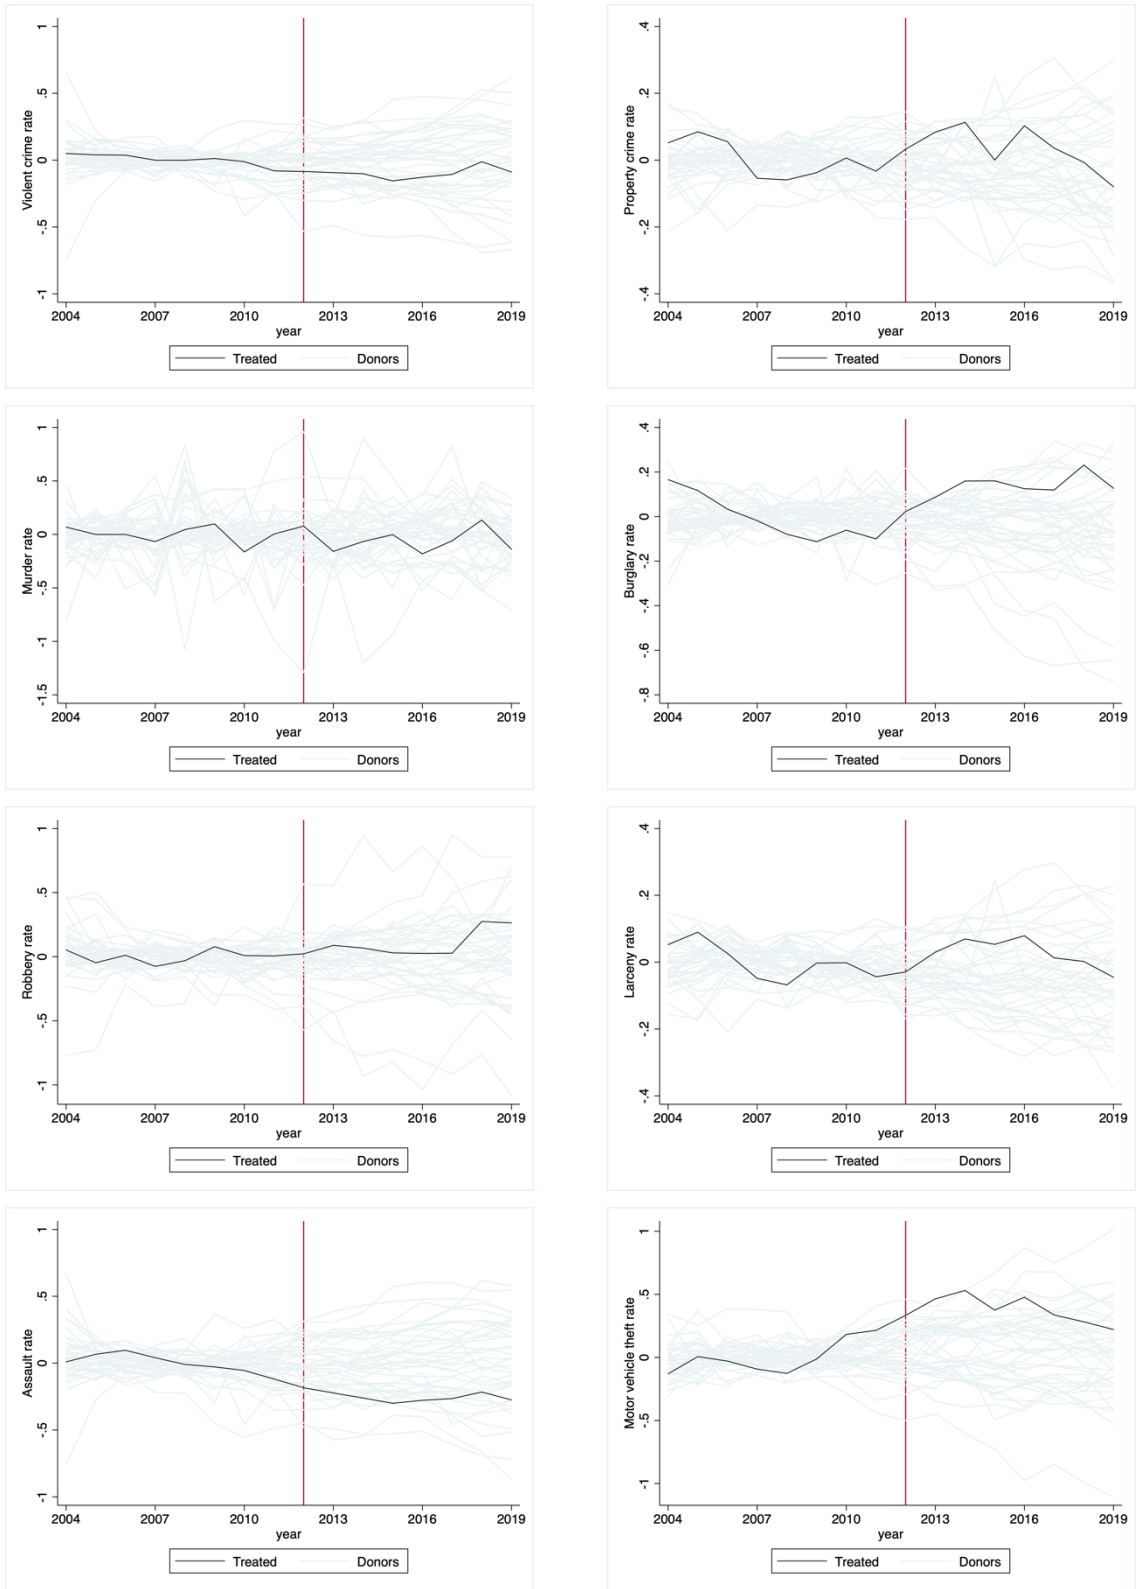 Violent crime rate
1
.5
0
-.5
-1
2004 2007 2010 2013 2016 2019
year
Treated Donors
Property crime rate
.4
.2
0
-.2
-.4
2004 2007 2010 2013 2016 2019
year
Treated Donors
Murder rate
1
.5
0
-.5
-1
-1.5
2004 2007 2010 2013 2016 2019
year
Treated Donors
Burglary rate
.4
.2
0
-.2
-.4
-.6
-.8
2004 2007 2010 2013 2016 2019
year
Treated Donors
Robbery rate
1
.5
0
-.5
-1
2004 2007 2010 2013 2016 2019
year
Treated Donors
Larceny rate
.4
.2
0
-.2
-.4
2004 2007 2010 2013 2016 2019
year
Treated Donors
Assault rate
1
.5
0
-.5
-1
2004 2007 2010 2013 2016 2019
year
Treated Donors
Motor vehicle theft rate
1
.5
0
-.5
-1
2004 2007 2010 2013 2016 2019
year
Treated Donors